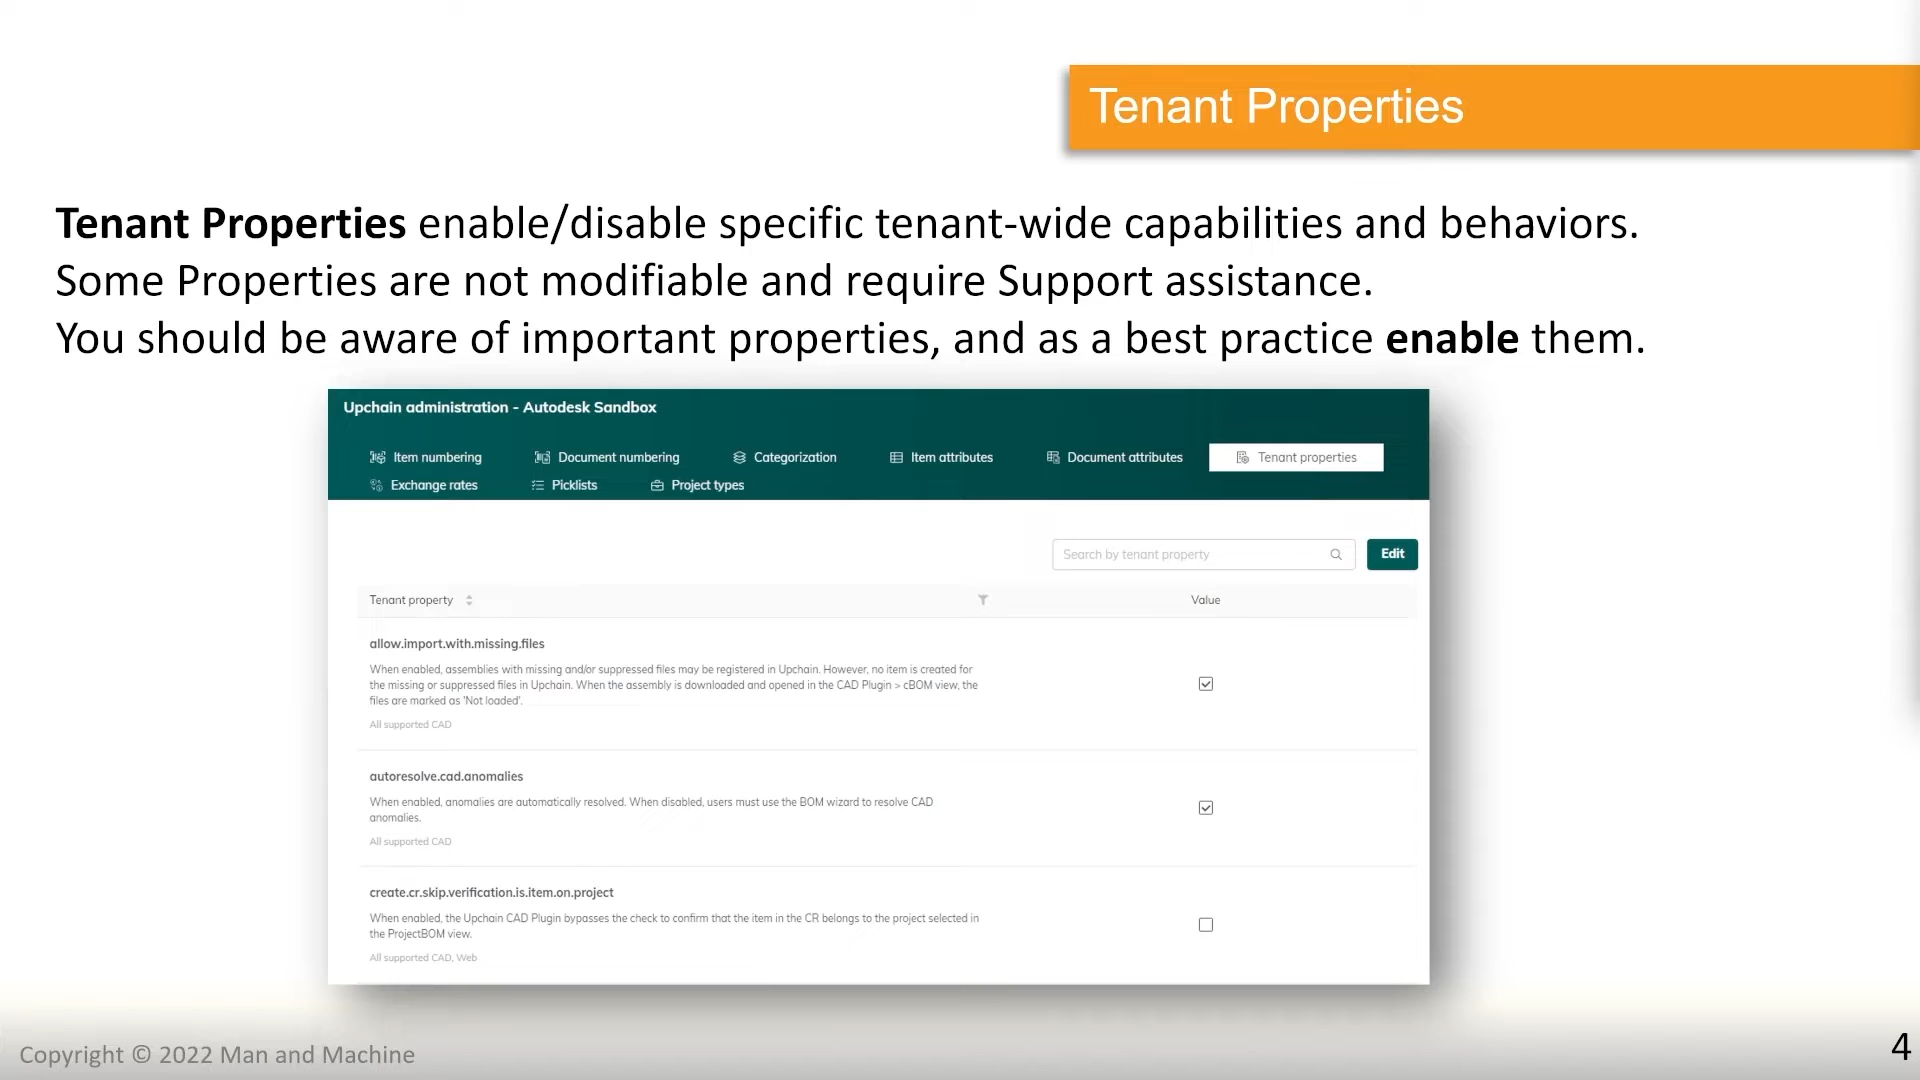 Tenant Properties
Tenant Properties enable/disable specific tenant-wide capabilities and behaviors.
Some Properties are not modifiable and require Support assistance.
You should be aware of important properties, and as a best practice enable them.
Upchain administration - Autodesk Sandbox
Item numbering Document numbering Categorization Item attributes Document attributes Tenant properties
Exchange rates Picklists Project types
Search by tenant property Edit
Tenant property Value
allow.import.with.missing.files
When enabled, assemblies with missing and/or suppressed files may be registered in Upchain. However, no item is created for
the missing or suppressed files in Upchain. When the assembly is downloaded and opened in the CAD Plugin > cBOM view, the
files are marked as 'Not loaded'.
All supported CAD
autoresolve.cad.anomalies
When enabled, anomalies are automatically resolved. When disabled, users must use the BOM wizard to resolve CAD
anomalies.
All supported CAD
create.cr.skip.verification.is.item.on.project
When enabled, the Upchain CAD Plugin bypasses the check to confirm that the item in the CR belongs to the project selected in
the ProjectBOM view.
All supported CAD, Web
Copyright © 2022 Man and Machine
4